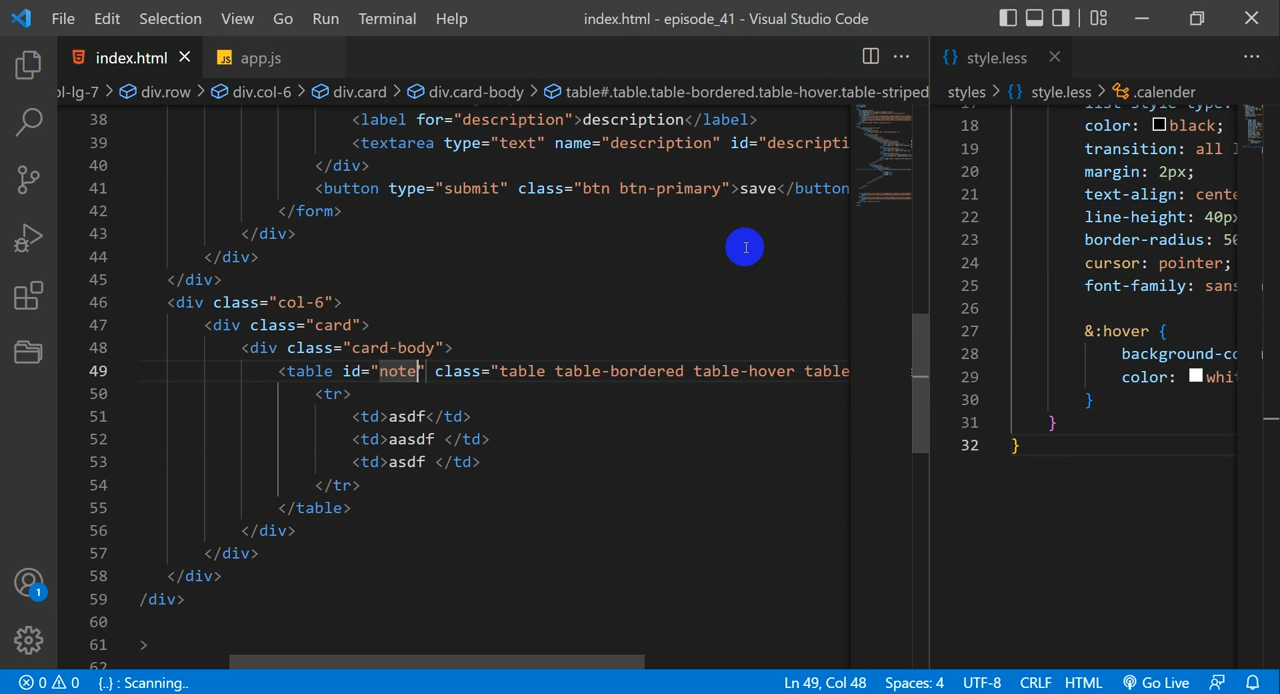 File Edit Selection View Go Run Terminal Help index.html - episode_41 - Visual Studio Code
index.html JS app.js {} style.less
ol-lg-7 > div.row > div.col-6 > div.card > div.card-body > table#.table.table-bordered.table-hover.table-striped
styles > {} style.less > .calender
38 <label for="description">description</label>
39 <textarea type="text" name="description" id="descripti
40 </div>
41 <button type="submit" class="btn btn-primary">save</button
42 </form>
43 </div>
44 </div>
45 </div>
46 <div class="col-6">
47 <div class="card">
48 <div class="card-body">
49 <table id="note" class="table table-bordered table-hover table
50 <tr>
51 <td>asdf</td>
52 <td>aasdf </td>
53 <td>asdf </td>
54 </tr>
55 </table>
56 </div>
57 </div>
58 </div>
59 /div>
60
61 >
62
17 list-style type:
18 color: black;
19 transition: all
20 margin: 2px;
21 text-align: cente
22 line-height: 40px
23 border-radius: 50
24 cursor: pointer;
25 font-family: sans
26
27 &:hover {
28 background-co
29 color: whit
30 }
31 }
32 }
1
0 0 {..} : Scanning.. Ln 49, Col 48 Spaces: 4 UTF-8 CRLF HTML Go Live